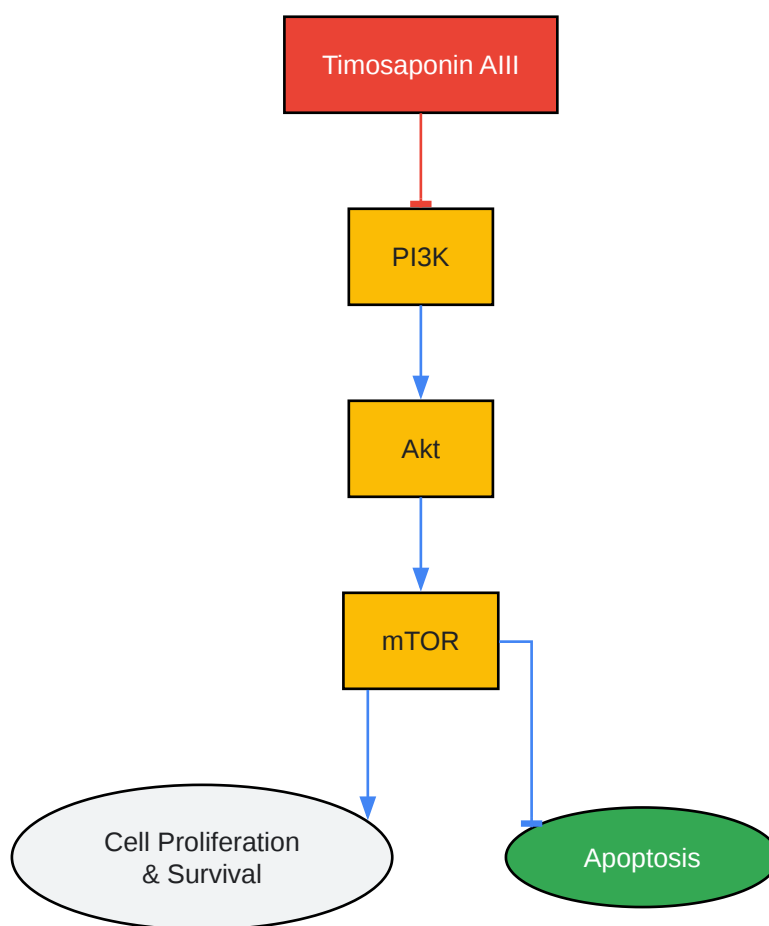 Timosaponin AIII
PI3K
Akt
mTOR
Cell Proliferation
& Survival
Apoptosis